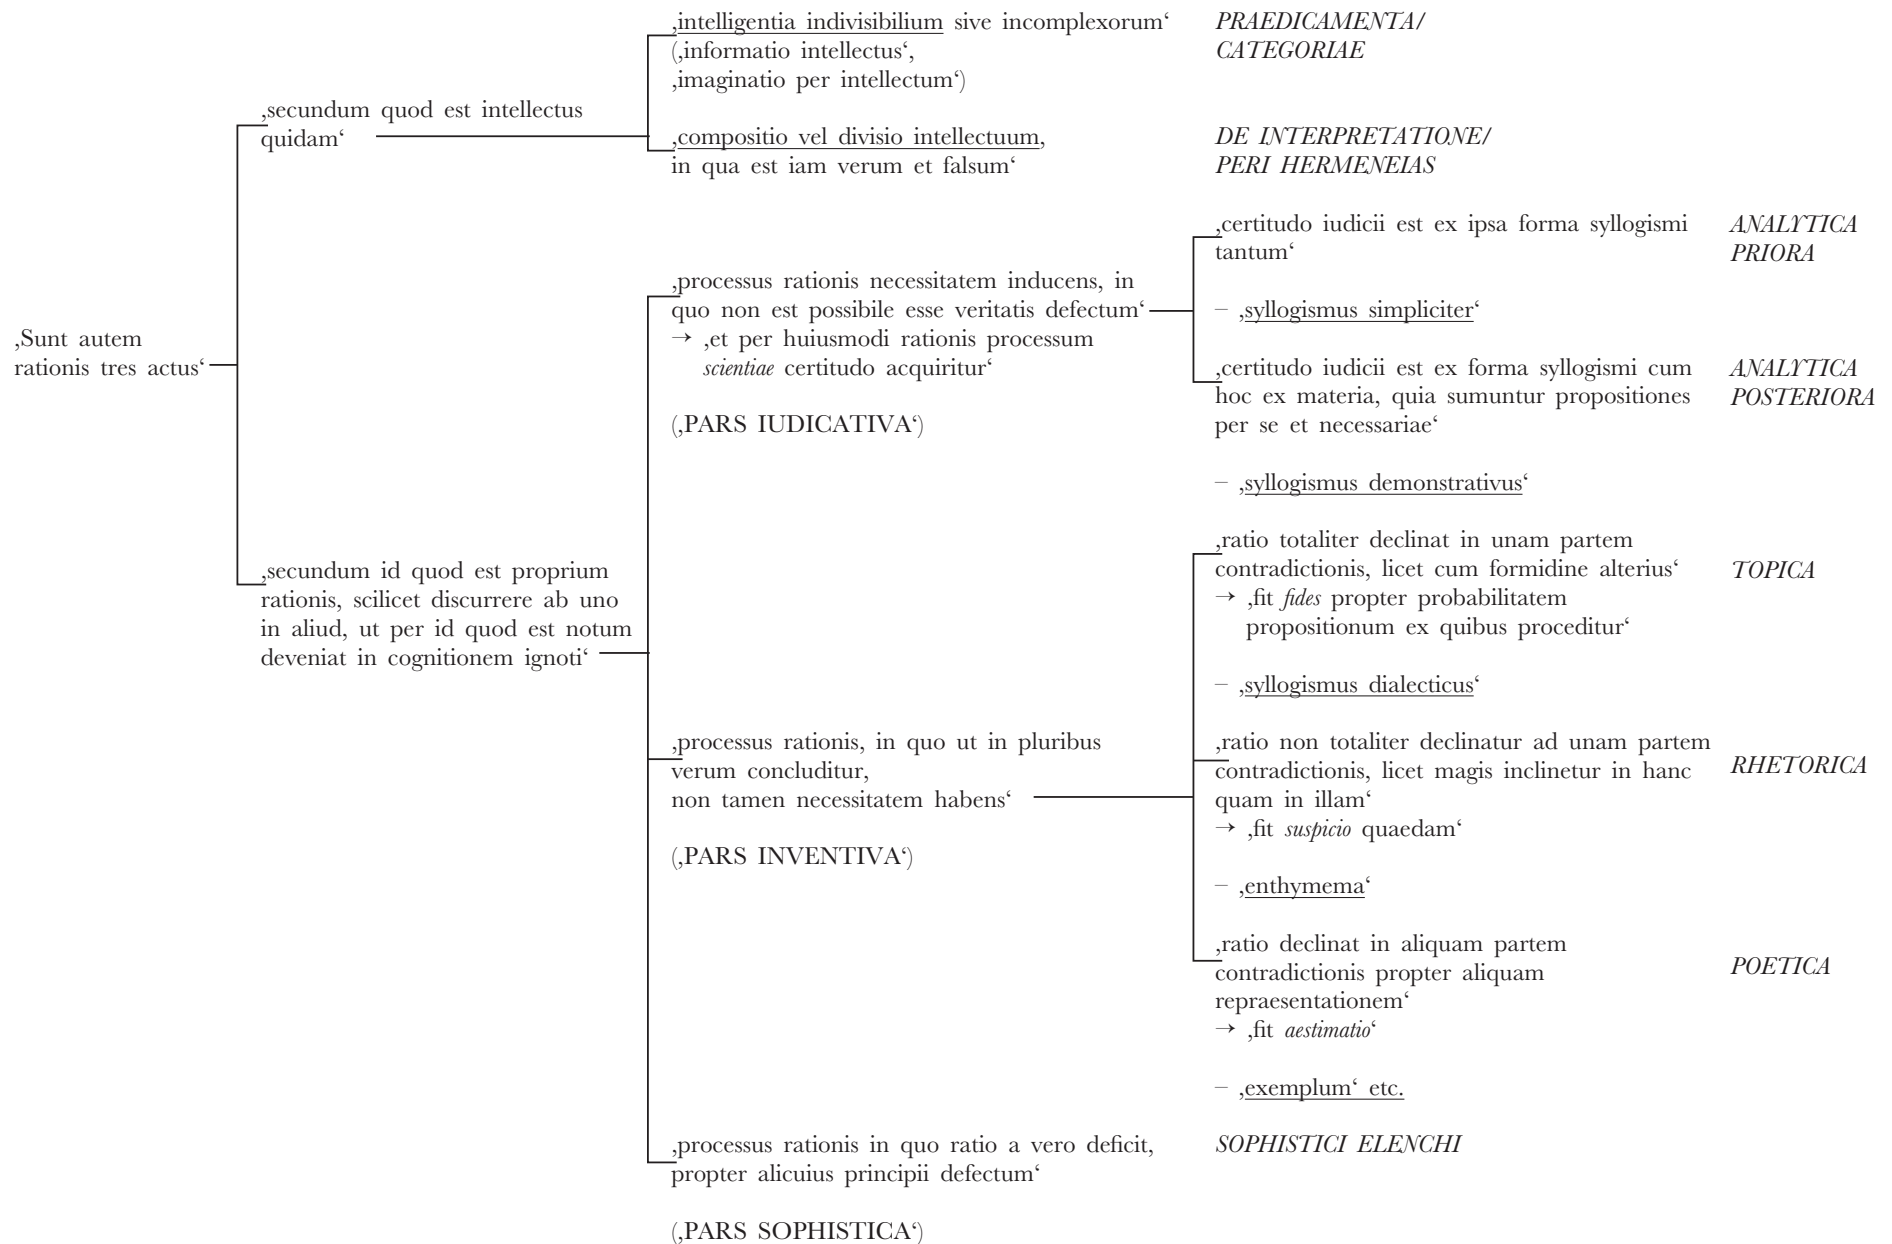 ‚Sunt autem
rationis tres actus‘
‚secundum quod est intellectus
quidam‘
‚intelligentia indivisibilium sive incomplexorum‘
(‚informatio intellectus‘,
‚imaginatio per intellectum‘)
PRAEDICAMENTA/
CATEGORIAE
‚compositio vel divisio intellectuum,
in qua est iam verum et falsum‘
DE INTERPRETATIONE/
PERI HERMENEIAS
‚secundum id quod est proprium
rationis, scilicet discurrere ab uno
in aliud, ut per id quod est notum
deveniat in cognitionem ignoti‘
‚processus rationis necessitatem inducens, in
quo non est possibile esse veritatis defectum‘
→ ‚et per huiusmodi rationis processum
scientiae certitudo acquiritur‘
(‚PARS IUDICATIVA‘)
‚certitudo iudicii est ex ipsa forma syllogismi
tantum‘
– ‚syllogismus simpliciter‘
ANALYTICA
PRIORA
‚certitudo iudicii est ex forma syllogismi cum
hoc ex materia, quia sumuntur propositiones
per se et necessariae‘
– ‚syllogismus demonstrativus‘
ANALYTICA
POSTERIORA
‚processus rationis, in quo ut in pluribus
verum concluditur,
non tamen necessitatem habens‘
(‚PARS INVENTIVA‘)
‚ratio totaliter declinat in unam partem
contradictionis, licet cum formidine alterius‘
→ ‚fit fides propter probabilitatem
propositionum ex quibus proceditur‘
– ‚syllogismus dialecticus‘
TOPICA
‚ratio non totaliter declinatur ad unam partem
contradictionis, licet magis inclinetur in hanc
quam in illam‘
→ ‚fit suspicio quaedam‘
– ‚enthymema‘
RHETORICA
‚ratio declinat in aliquam partem
contradictionis propter aliquam
repraesentationem‘
→ ‚fit aestimatio‘
– ‚exemplum‘ etc.
POETICA
‚processus rationis in quo ratio a vero deficit,
propter alicuius principii defectum‘
(‚PARS SOPHISTICA‘)
SOPHISTICI ELENCHI